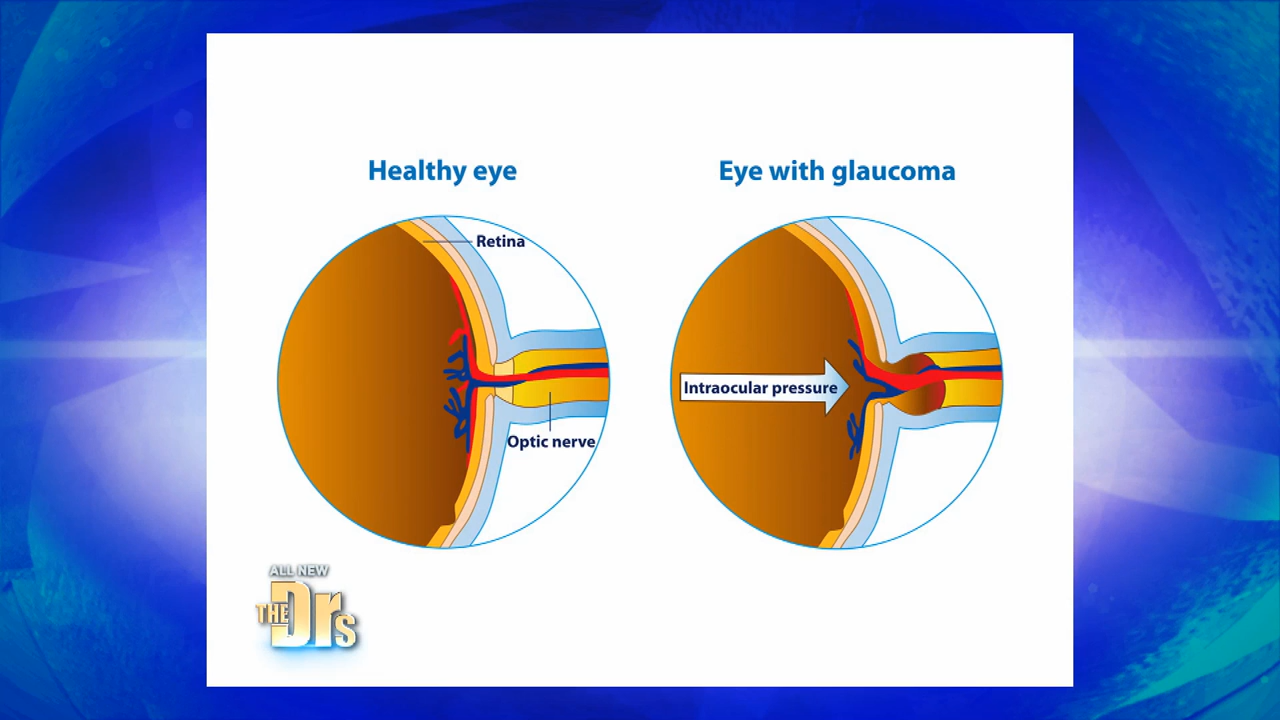 Healthy eye
Eye with glaucoma
Retina
Intraocular pressure
Optic nerve
ALL NEW
THE Drs